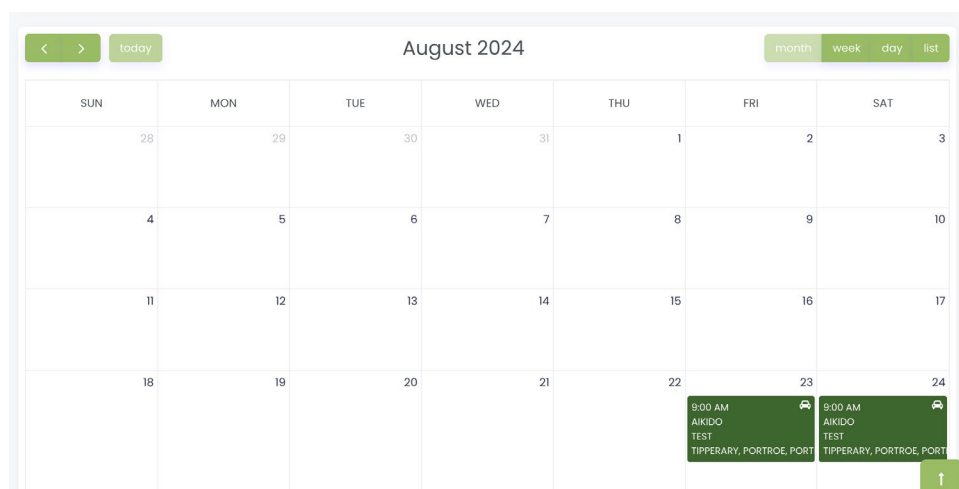 today
August 2024
month week day list
SUN MON TUE WED THU FRI SAT
28 29 30 31 1 2 3
4 5 6 7 8 9 10
11 12 13 14 15 16 17
18 19 20 21 22 23 24
9:00 AM
AIKIDO
TEST
TIPPERARY, PORTROE, PORT
9:00 AM
AIKIDO
TEST
TIPPERARY, PORTROE, PORT